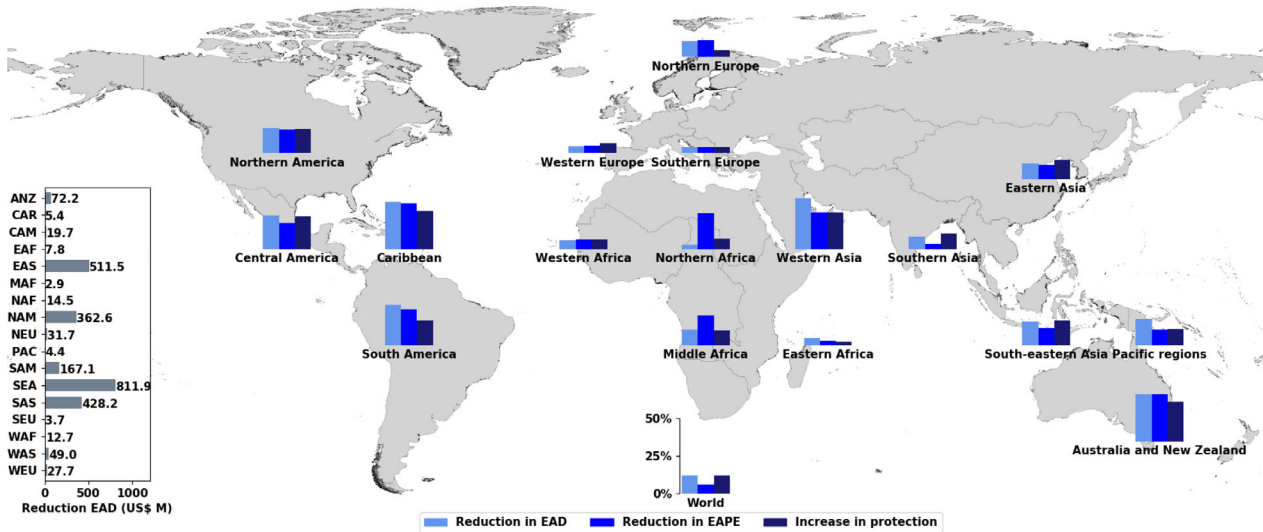 Northern Europe
Northern America
Western Europe
Southern Europe
Eastern Asia
Central America
Caribbean
Western Africa
Northern Africa
Western Asia
Southern Asia
South America
Middle Africa
Eastern Africa
South-eastern Asia
Pacific regions
Australia and New Zealand
ANZ 72.2
CAR 5.4
CAM 19.7
EAF 7.8
EAS 511.5
MAF 2.9
NAF 14.5
NAM 362.6
NEU 31.7
PAC 4.4
SAM 167.1
SEA 811.9
SAS 428.2
SEU 3.7
WAF 12.7
WAS 49.0
WEU 27.7
0 500 1000
Reduction EAD (US$ M)
50%
25%
0%
World
Reduction in EAD Reduction in EAPE Increase in protection